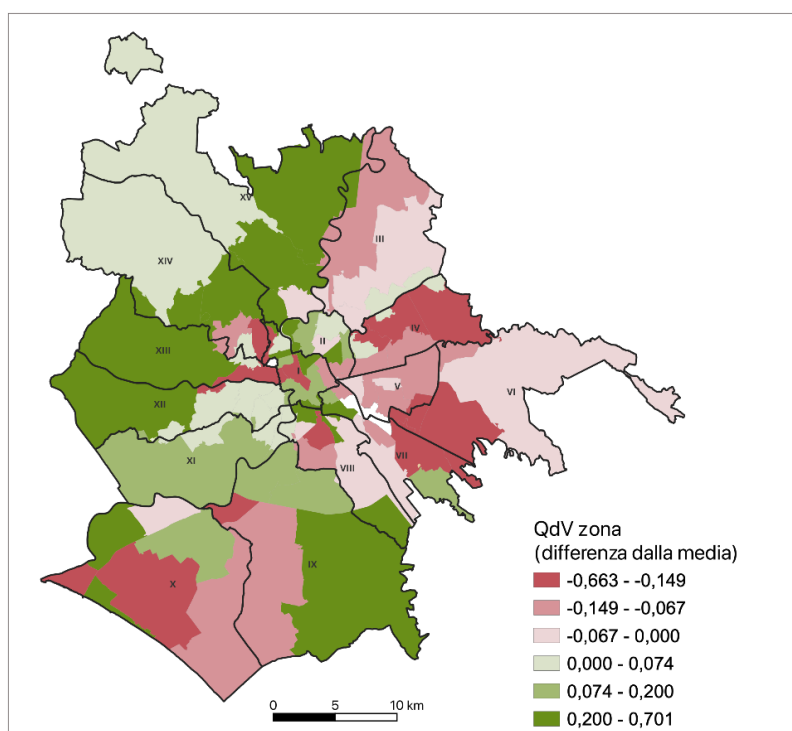 XV
III
XIV
IV
II
XIII
I
V
VI
XII
XI
VII
VIII
IX
X
QdV zona
(differenza dalla media)
-0,663 - -0,149
-0,149 - -0,067
-0,067 - 0,000
0,000 - 0,074
0,074 - 0,200
0,200 - 0,701
0 5 10 km